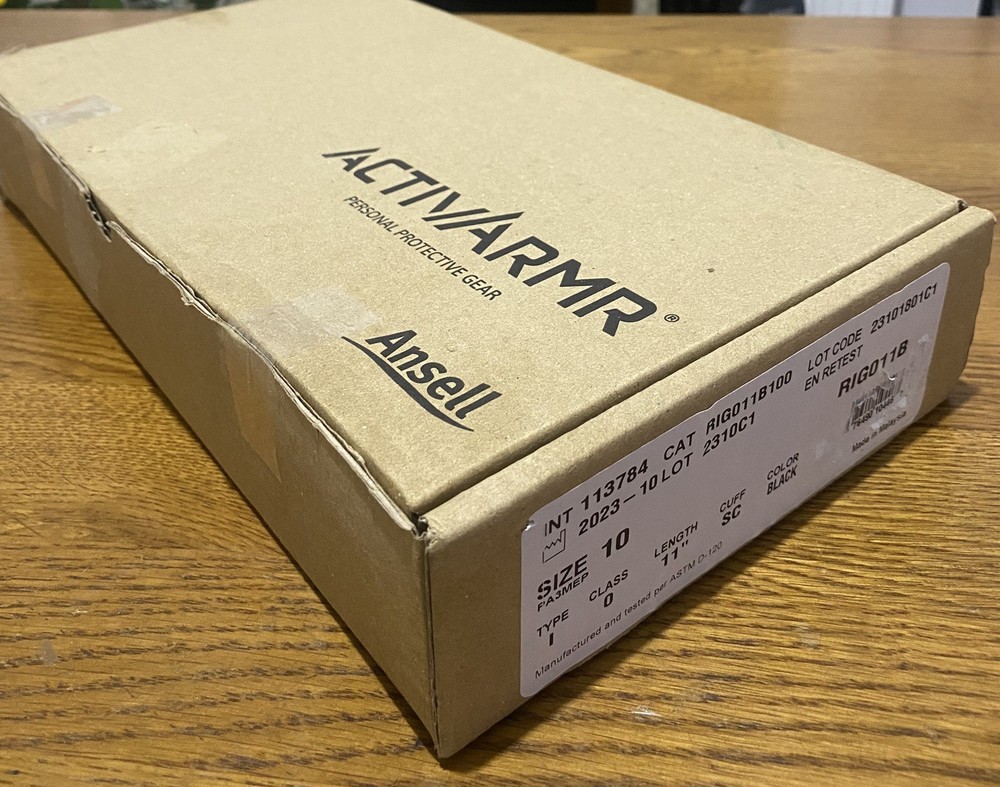 ACTIVARMR®
PERSONAL PROTECTIVE GEAR
Ansell
INT 113784 CAT RIG011B100 LOT CODE 23101801C1
2023-10 LOT 2310C1 EN RETEST
SIZE 10 RIG011B
PA3MEP
TYPE CLASS LENGTH CUFF COLOR
I 0 11" SC BLACK
Made in Malaysia
Manufactured and tested per ASTM D-120